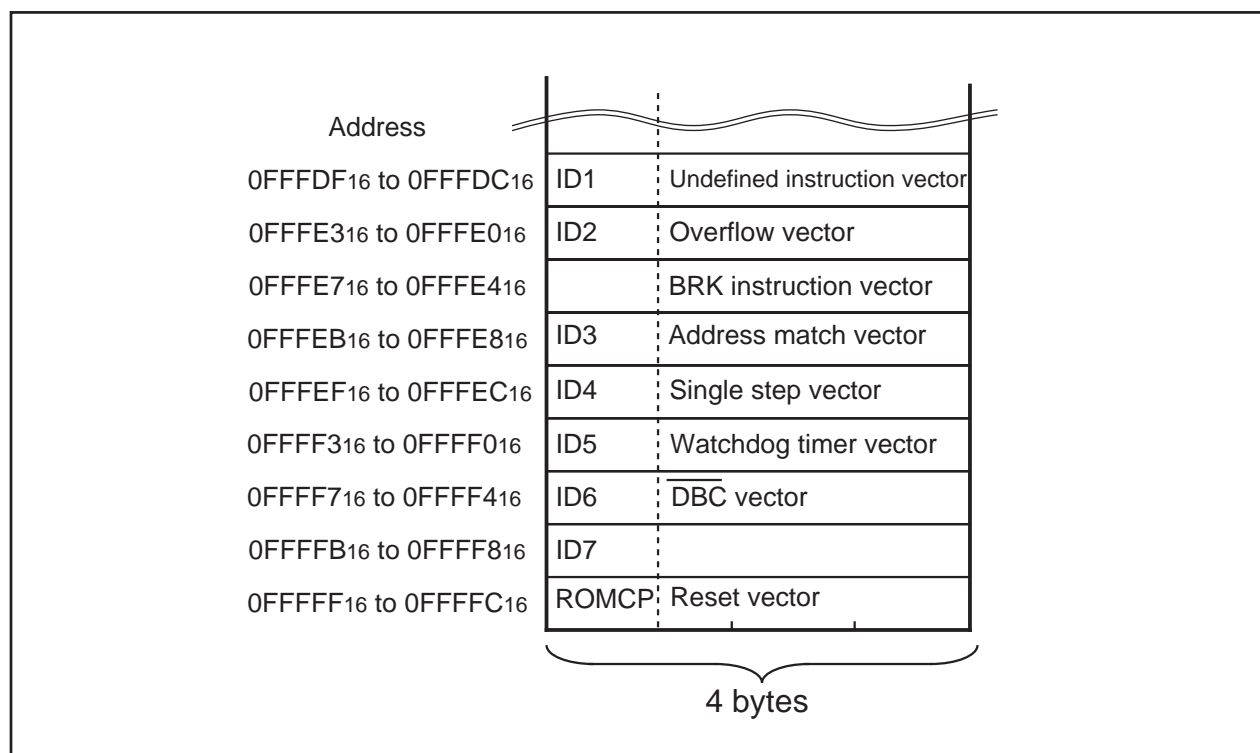 Address
0FFFDF16 to 0FFFDC16 ID1 Undefined instruction vector
0FFFE316 to 0FFFE016 ID2 Overflow vector
0FFFE716 to 0FFFE416 BRK instruction vector
0FFFEB16 to 0FFFE816 ID3 Address match vector
0FFFEF16 to 0FFFEC16 ID4 Single step vector
0FFFF316 to 0FFFF016 ID5 Watchdog timer vector
0FFFF716 to 0FFFF416 ID6 D̅B̅C̅ vector
0FFFFB16 to 0FFFF816 ID7
0FFFFF16 to 0FFFFC16 ROMCP Reset vector
4 bytes